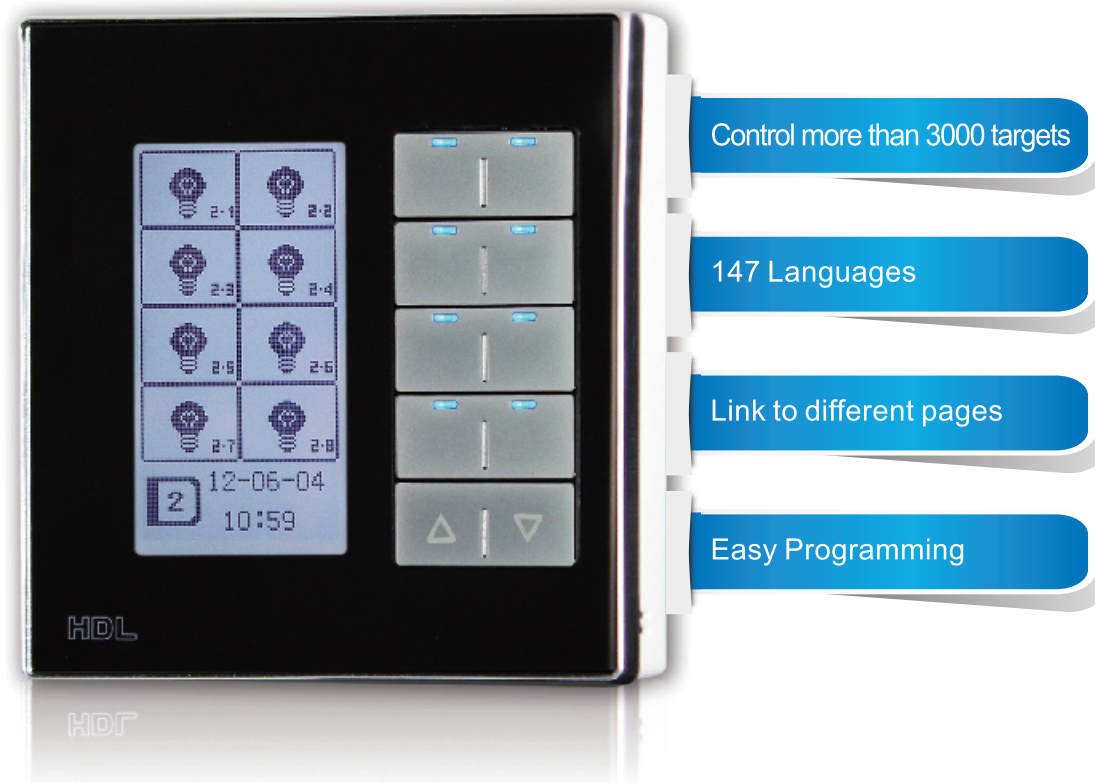 2-1
2-2
2-3
2-4
2-5
2-6
2-7
2-8
2
12-06-04
10:59
HDL
Control more than 3000 targets
147 Languages
Link to different pages
Easy Programming